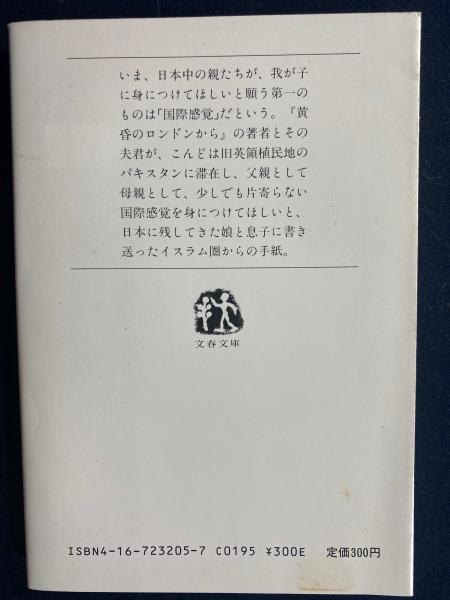 いま、日本中の親たちが、我が子
に身につけてほしいと願う第一の
ものは「国際感覚」だという。『黄
昏のロンドンから』の著者とその
夫君が、こんどは旧英領植民地の
パキスタンに滞在し、父親として
母親として、少しでも片寄らない
国際感覚を身につけてほしいと、
日本に残してきた娘と息子に書き
送ったイスラム圏からの手紙。
文春文庫
ISBN4-16-723205-7 C0195 ¥300E 定価300円